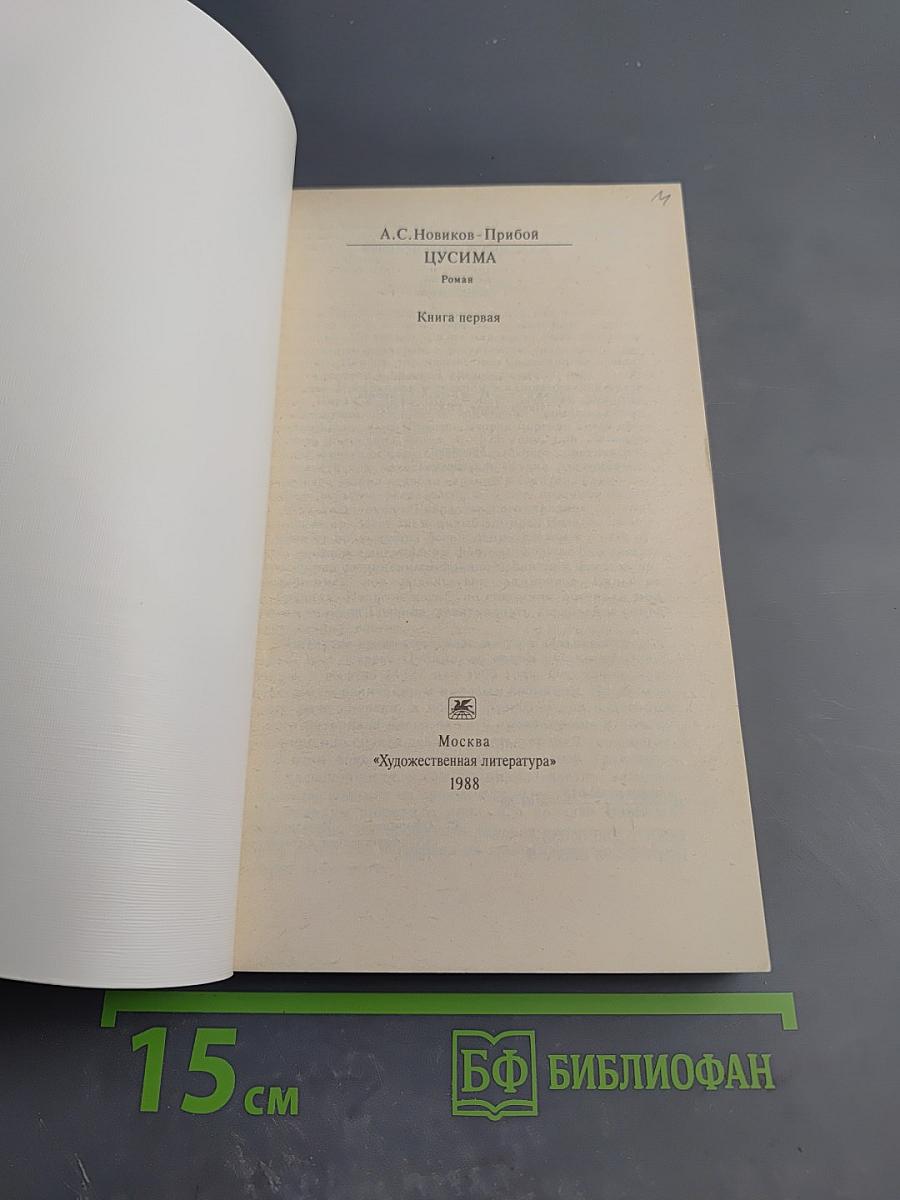 А.С.Новиков-Прибой
ЦУСИМА
Роман
Книга первая
Москва
«Художественная литература»
1988
15 см
БФ БИБЛИОФАН